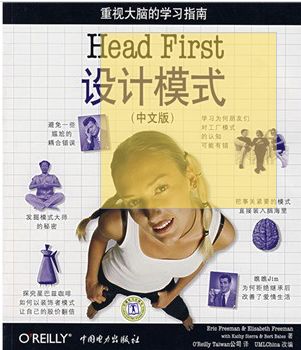 重视大脑的学习指南
Head First
设计模式
(中文版)
避免一些
尴尬的
耦合错误
学习为何朋友们
对工厂模式
的认知
可能有错
发掘模式大师
的秘密
把事关紧要的模式
直接装入脑海里
探究星巴兹咖啡
如何以装饰者模式
让自己的股价翻倍
瞧瞧Jim
为何拒绝继承后
改善了爱情生活
O'REILLY®
中国电力出版社
Eric Freeman & Elisabeth Freeman
with Kathy Sierra & Bert Bates 著
O'Reilly Taiwan公司 译 UMLChina 改编